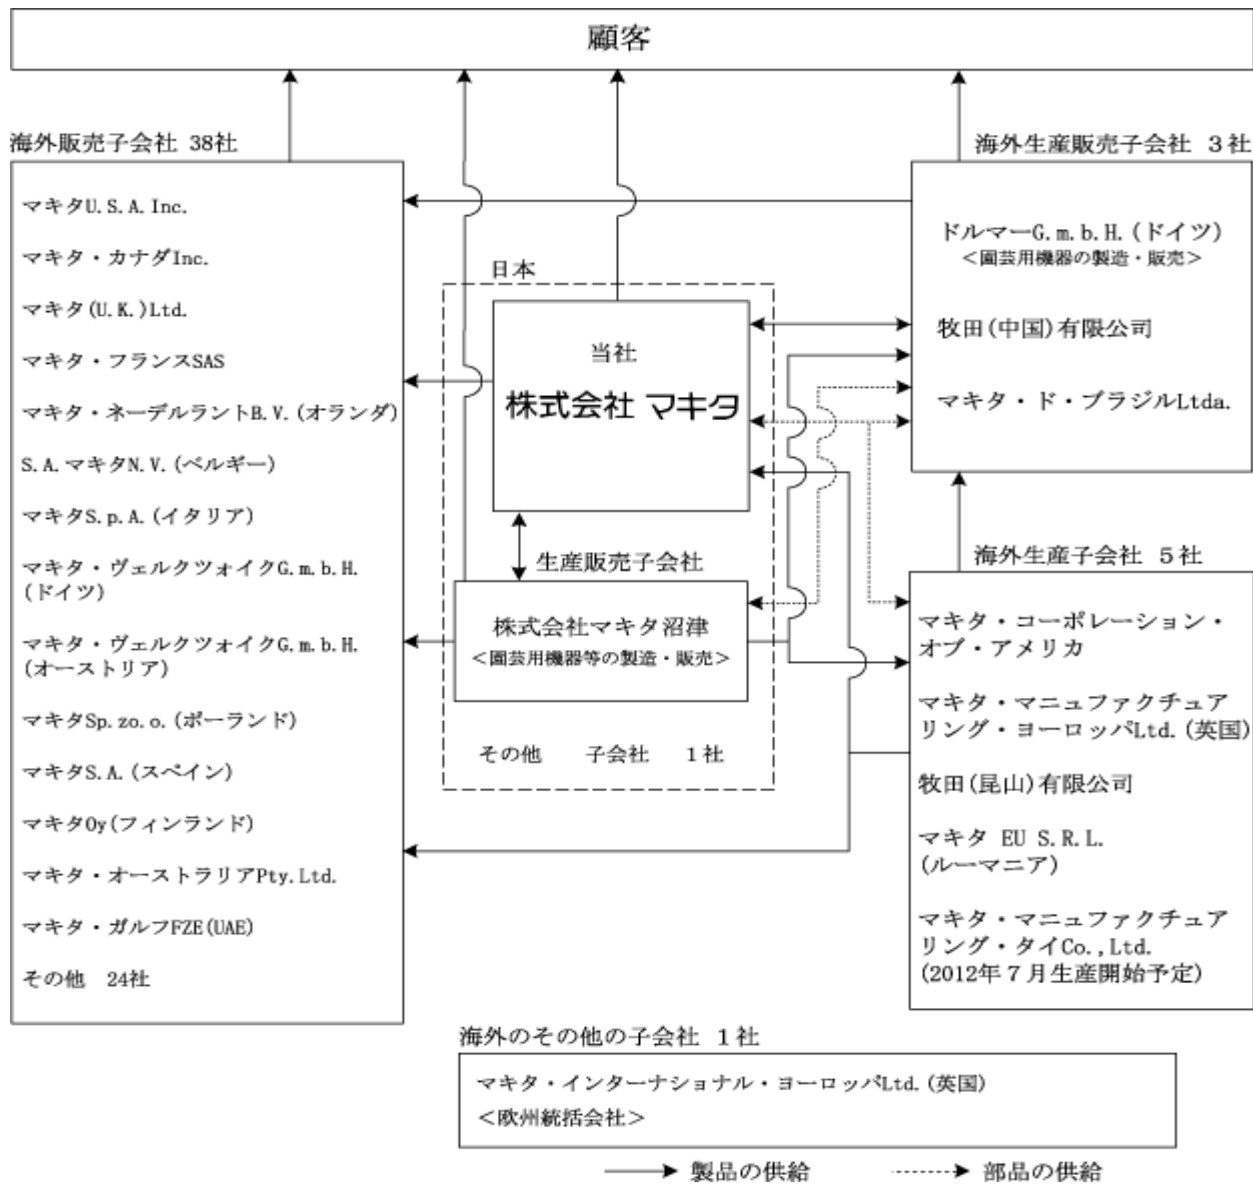 顧客
海外販売子会社 38社
マキタU.S.A.Inc.
マキタ・カナダInc.
マキタ(U.K.)Ltd.
マキタ・フランスSAS
マキタ・ネーデルラントB.V.(オランダ)
S.A.マキタN.V.(ベルギー)
マキタS.p.A.(イタリア)
マキタ・ヴェルクツォイクG.m.b.H.
(ドイツ)
マキタ・ヴェルクツォイクG.m.b.H.
(オーストリア)
マキタSp.zo.o.(ポーランド)
マキタS.A.(スペイン)
マキタOy(フィンランド)
マキタ・オーストラリアPty.Ltd.
マキタ・ガルフFZE(UAE)
その他 24社
日本
当社
株式会社 マキタ
生産販売子会社
株式会社マキタ沼津
<園芸用機器等の製造・販売>
その他 子会社 1社
海外生産販売子会社 3社
ドルマーG.m.b.H.(ドイツ)
<園芸用機器の製造・販売>
牧田(中国)有限公司
マキタ・ド・ブラジルLtda.
海外生産子会社 5社
マキタ・コーポレーション・
オブ・アメリカ
マキタ・マニュファクチュア
リング・ヨーロッパLtd.(英国)
牧田(昆山)有限公司
マキタ EU S.R.L.
(ルーマニア)
マキタ・マニュファクチュア
リング・タイCo.,Ltd.
(2012年7月生産開始予定)
海外のその他の子会社 1社
マキタ・インターナショナル・ヨーロッパLtd.(英国)
<欧州統括会社>
製品の供給
部品の供給